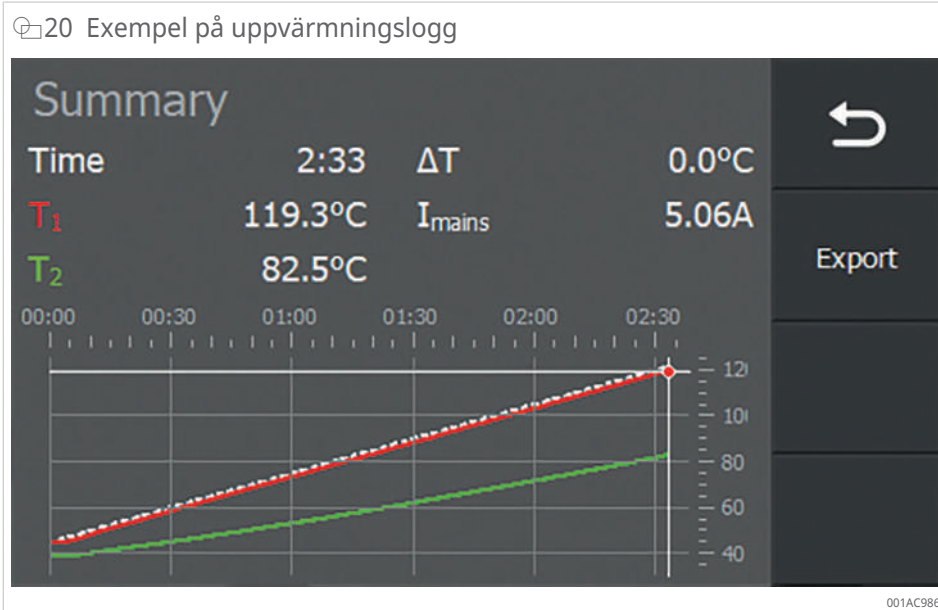 20 Exempel på uppvärmningslogg
Summary
Time 2:33 ΔT 0.0°C
T₁ 119.3°C Imains 5.06A
T₂ 82.5°C
Export
00:00 00:30 01:00 01:30 02:00 02:30
80
60
40
001AC986